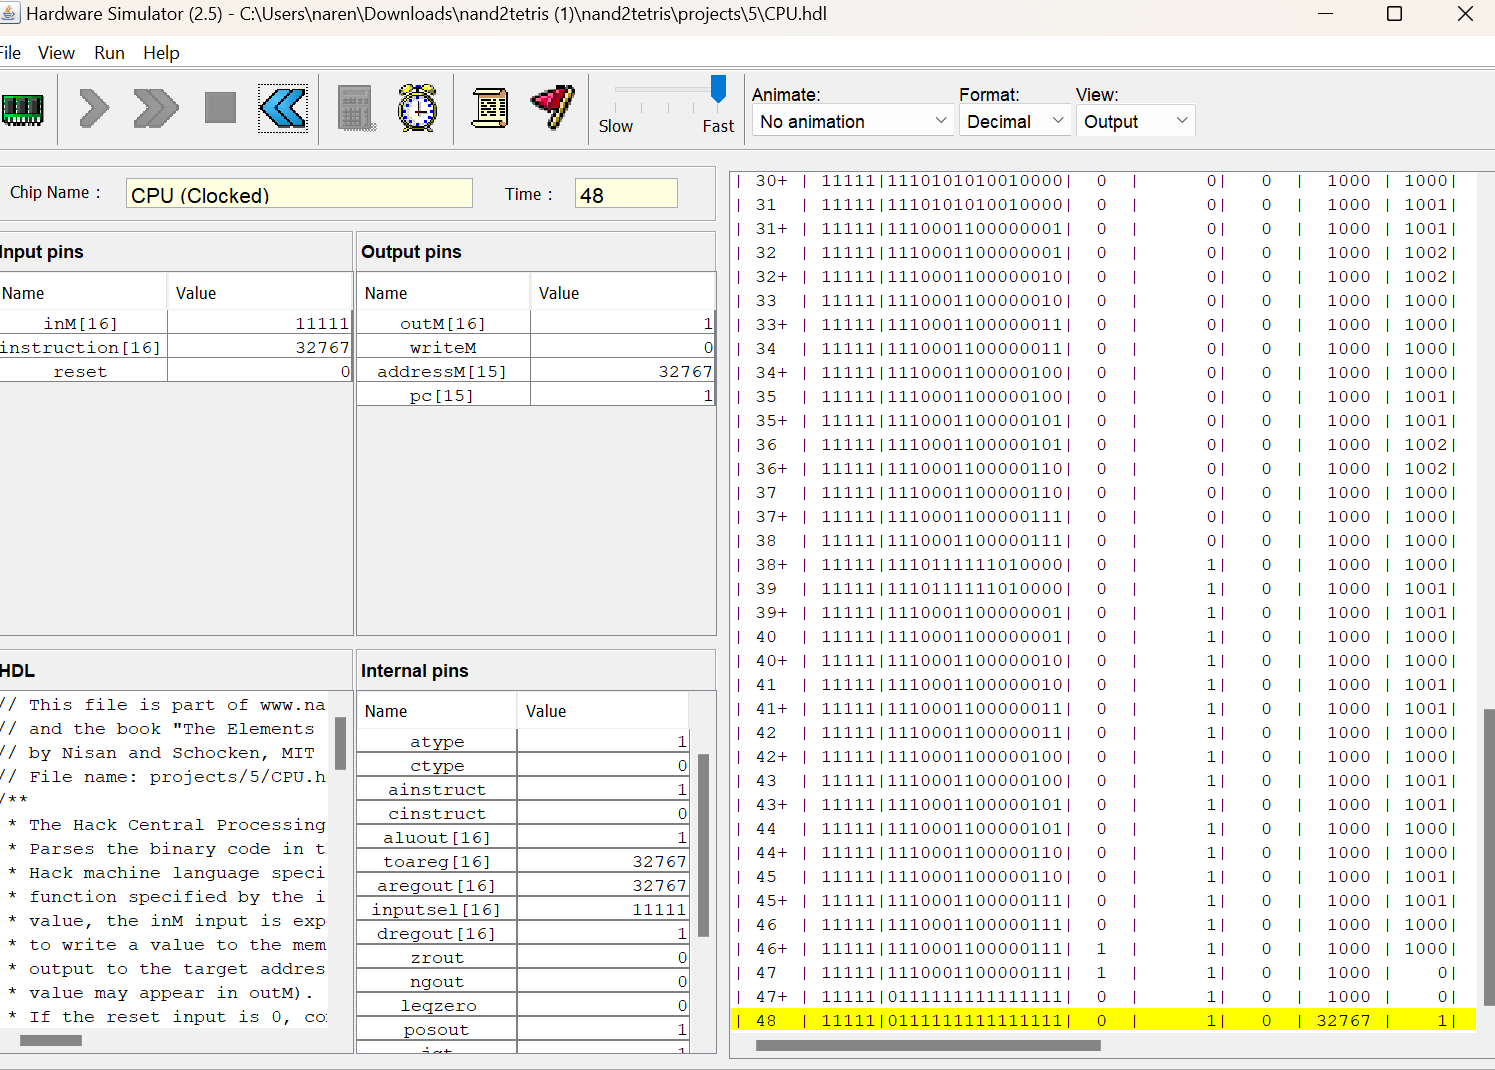 Hardware Simulator (2.5) - C:\Users\naren\Downloads\nand2tetris (1)\nand2tetris\projects\5\CPU.hdl
File View Run Help
Slow Fast
Animate: Format: View:
No animation Decimal Output
Chip Name : CPU (Clocked) Time : 48
Input pins
Name Value
inM[16] 11111
instruction[16] 32767
reset 0
Output pins
Name Value
outM[16] 1
writeM 0
addressM[15] 32767
pc[15] 1
HDL
// This file is part of www.na
// and the book "The Elements
// by Nisan and Schocken, MIT
// File name: projects/5/CPU.h
/**
* The Hack Central Processing
* Parses the binary code in t
* Hack machine language speci
* function specified by the i
* value, the inM input is exp
* to write a value to the mem
* output to the target addres
* value may appear in outM).
* If the reset input is 0, co
Internal pins
Name Value
atype 1
ctype 0
ainstruct 1
cinstruct 0
aluout[16] 1
toareg[16] 32767
aregout[16] 32767
inputsel[16] 11111
dregout[16] 1
zrout 0
ngout 0
leqzero 0
posout 1
| 30+ | 11111|1110101010010000| 0 | 0| 0 | 1000 | 1000|
| 31 | 11111|1110101010010000| 0 | 0| 0 | 1000 | 1001|
| 31+ | 11111|1110001100000001| 0 | 0| 0 | 1000 | 1001|
| 32 | 11111|1110001100000001| 0 | 0| 0 | 1000 | 1002|
| 32+ | 11111|1110001100000010| 0 | 0| 0 | 1000 | 1002|
| 33 | 11111|1110001100000010| 0 | 0| 0 | 1000 | 1000|
| 33+ | 11111|1110001100000011| 0 | 0| 0 | 1000 | 1000|
| 34 | 11111|1110001100000011| 0 | 0| 0 | 1000 | 1000|
| 34+ | 11111|1110001100000100| 0 | 0| 0 | 1000 | 1000|
| 35 | 11111|1110001100000100| 0 | 0| 0 | 1000 | 1001|
| 35+ | 11111|1110001100000101| 0 | 0| 0 | 1000 | 1001|
| 36 | 11111|1110001100000101| 0 | 0| 0 | 1000 | 1002|
| 36+ | 11111|1110001100000110| 0 | 0| 0 | 1000 | 1002|
| 37 | 11111|1110001100000110| 0 | 0| 0 | 1000 | 1000|
| 37+ | 11111|1110001100000111| 0 | 0| 0 | 1000 | 1000|
| 38 | 11111|1110001100000111| 0 | 0| 0 | 1000 | 1000|
| 38+ | 11111|1110111111010000| 0 | 1| 0 | 1000 | 1000|
| 39 | 11111|1110111111010000| 0 | 1| 0 | 1000 | 1001|
| 39+ | 11111|1110001100000001| 0 | 1| 0 | 1000 | 1001|
| 40 | 11111|1110001100000001| 0 | 1| 0 | 1000 | 1000|
| 40+ | 11111|1110001100000010| 0 | 1| 0 | 1000 | 1000|
| 41 | 11111|1110001100000010| 0 | 1| 0 | 1000 | 1001|
| 41+ | 11111|1110001100000011| 0 | 1| 0 | 1000 | 1001|
| 42 | 11111|1110001100000011| 0 | 1| 0 | 1000 | 1000|
| 42+ | 11111|1110001100000100| 0 | 1| 0 | 1000 | 1000|
| 43 | 11111|1110001100000100| 0 | 1| 0 | 1000 | 1001|
| 43+ | 11111|1110001100000101| 0 | 1| 0 | 1000 | 1001|
| 44 | 11111|1110001100000101| 0 | 1| 0 | 1000 | 1000|
| 44+ | 11111|1110001100000110| 0 | 1| 0 | 1000 | 1000|
| 45 | 11111|1110001100000110| 0 | 1| 0 | 1000 | 1001|
| 45+ | 11111|1110001100000111| 0 | 1| 0 | 1000 | 1001|
| 46 | 11111|1110001100000111| 0 | 1| 0 | 1000 | 1000|
| 46+ | 11111|1110001100000111| 1 | 1| 0 | 1000 | 1000|
| 47 | 11111|1110001100000111| 1 | 1| 0 | 1000 | 0|
| 47+ | 11111|0111111111111111| 0 | 1| 0 | 1000 | 0|
| 48 | 11111|0111111111111111| 0 | 1| 0 | 32767 | 1|